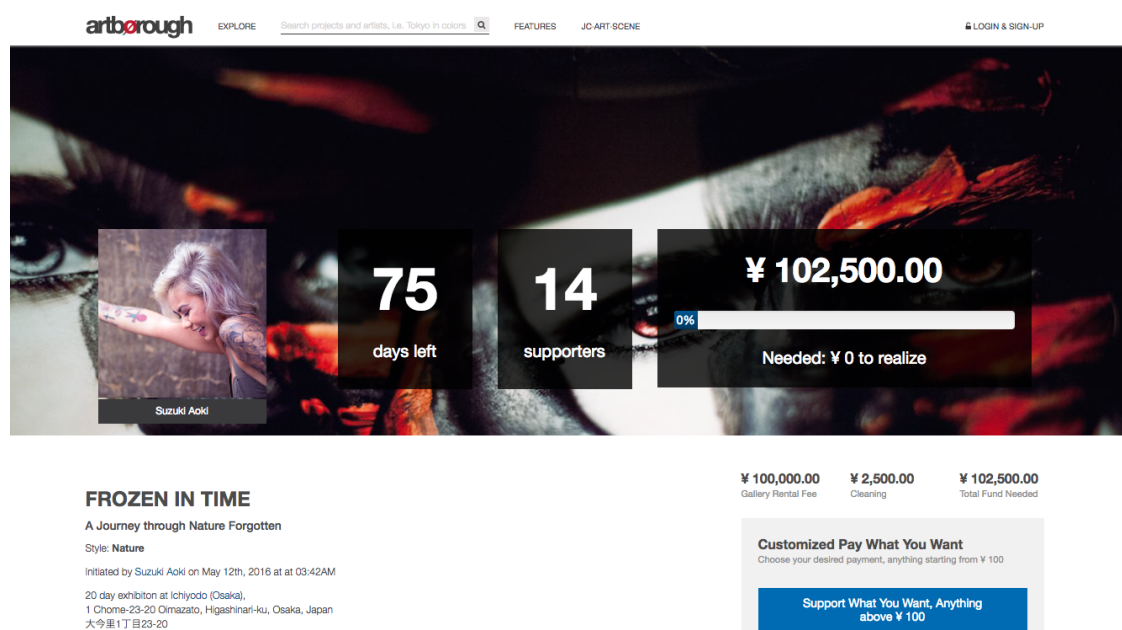 artbørough
EXPLORE
Search projects and artists, i.e. Tokyo in colors
FEATURES
JC-ART-SCENE
LOGIN & SIGN-UP
Suzuki Aoki
75
days left
14
supporters
¥ 102,500.00
0%
Needed: ¥ 0 to realize
FROZEN IN TIME
A Journey through Nature Forgotten
Style: Nature
Initiated by Suzuki Aoki on May 12th, 2016 at at 03:42AM
20 day exhibiton at Ichiyodo (Osaka),
1 Chome-23-20 Oimazato, Higashinari-ku, Osaka, Japan
大今里1丁目23-20
¥ 100,000.00
Gallery Rental Fee
¥ 2,500.00
Cleaning
¥ 102,500.00
Total Fund Needed
Customized Pay What You Want
Choose your desired payment, anything starting from ¥ 100
Support What You Want, Anything
above ¥ 100